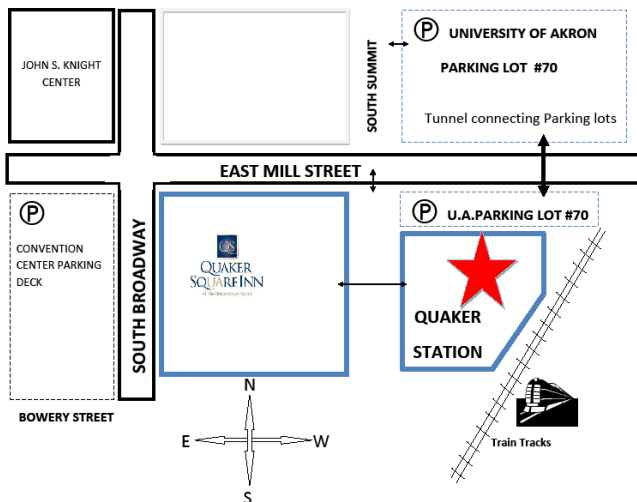 JOHN S. KNIGHT
CENTER
SOUTH SUMMIT
P UNIVERSITY OF AKRON
PARKING LOT #70
Tunnel connecting Parking lots
EAST MILL STREET
P
CONVENTION
CENTER PARKING
DECK
SOUTH BROADWAY
QS
QUAKER
SQUARE INN
P U.A.PARKING LOT #70
QUAKER
STATION
BOWERY STREET
N
E W
S
Train Tracks